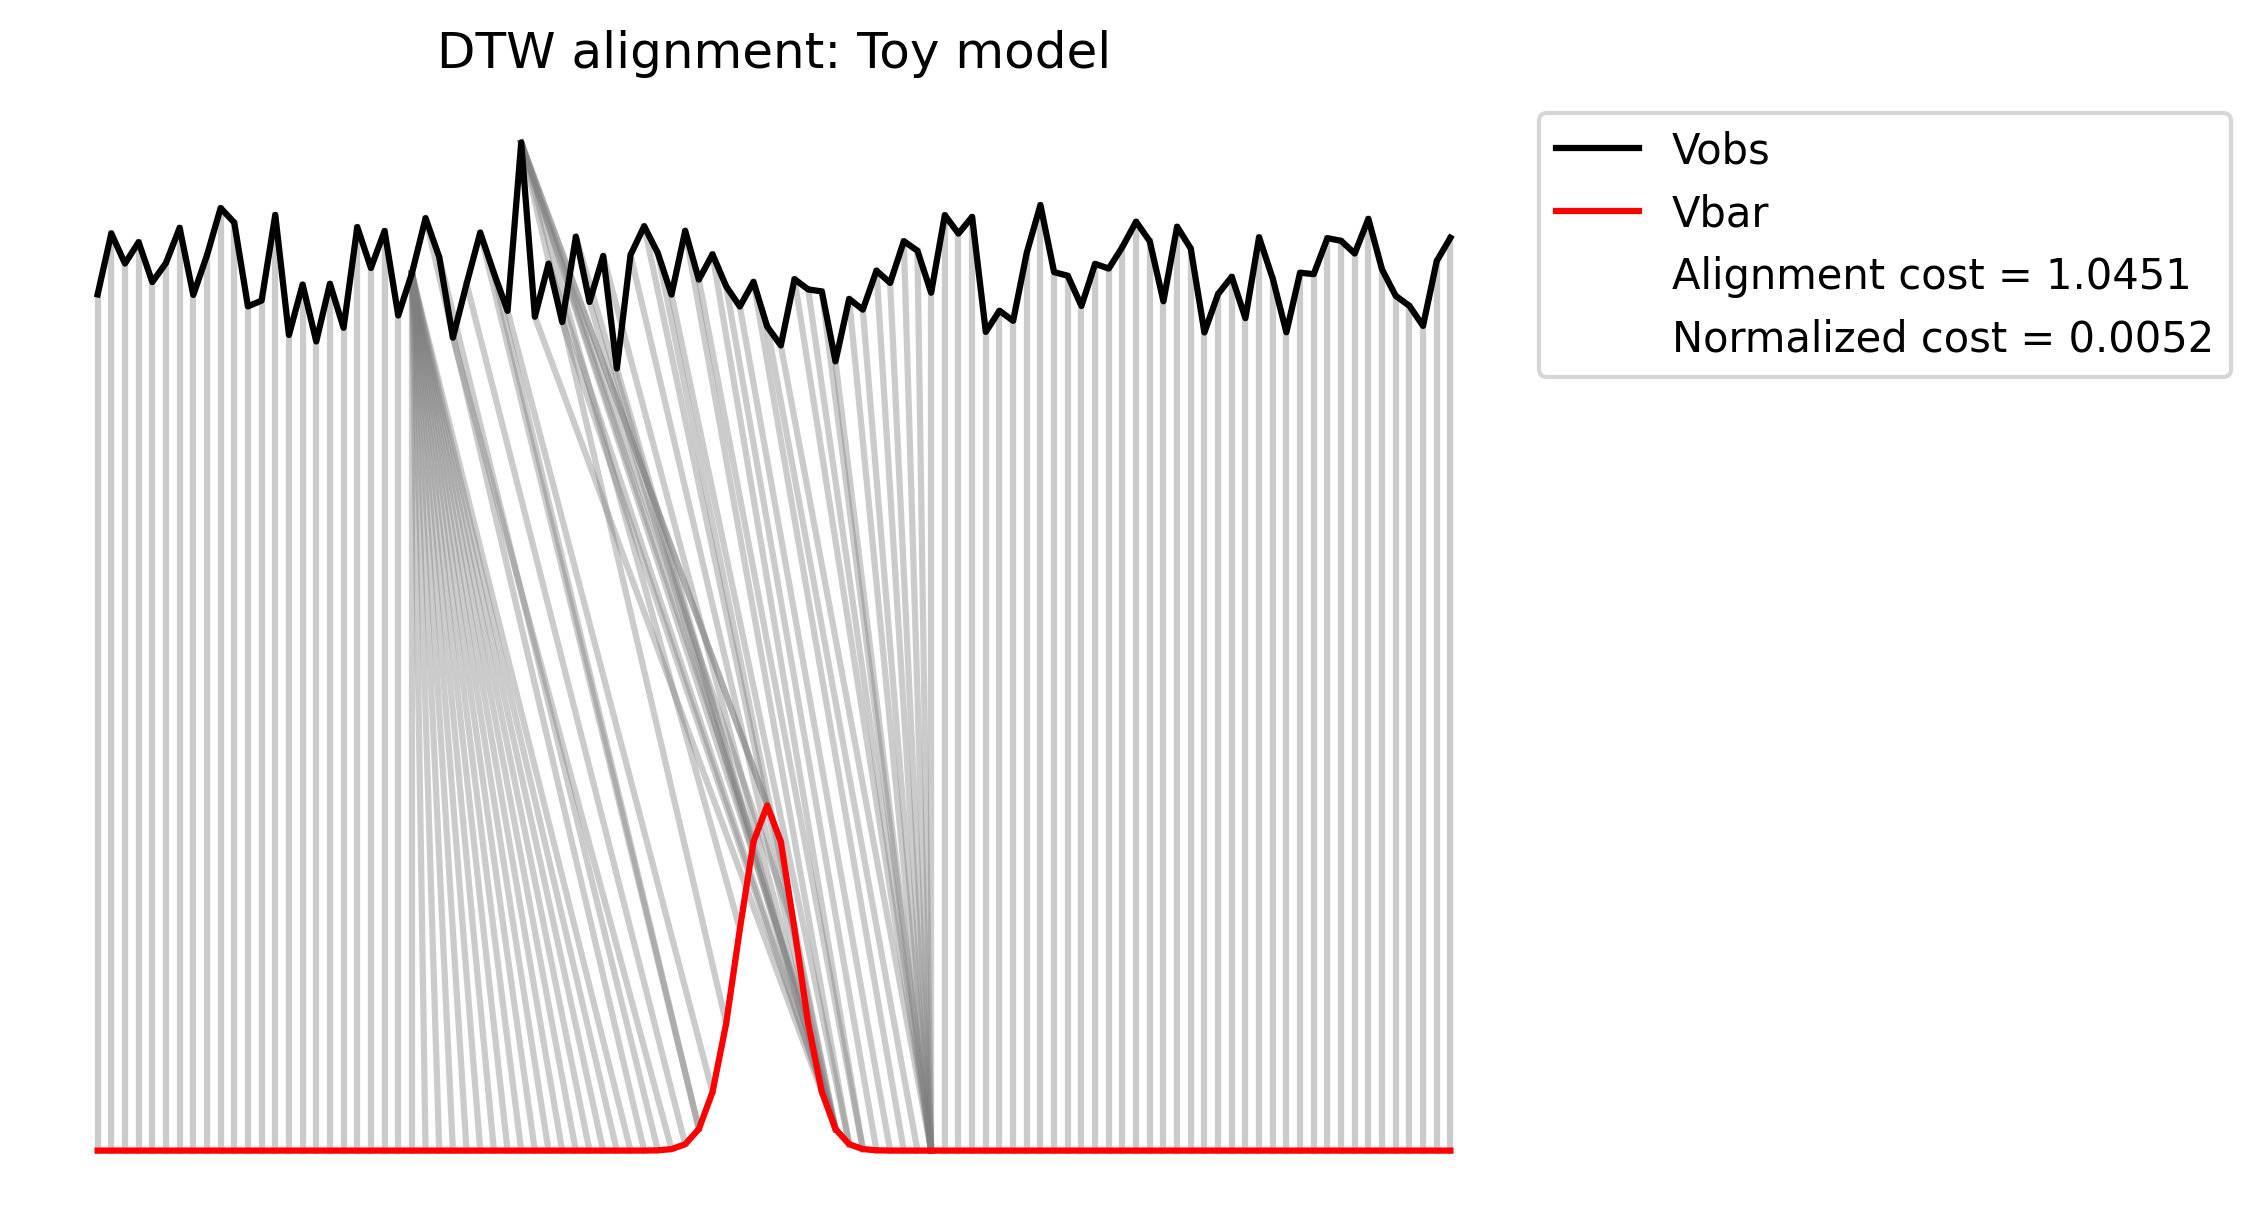 DTW alignment: Toy model
Vobs
Vbar
Alignment cost = 1.0451
Normalized cost = 0.0052